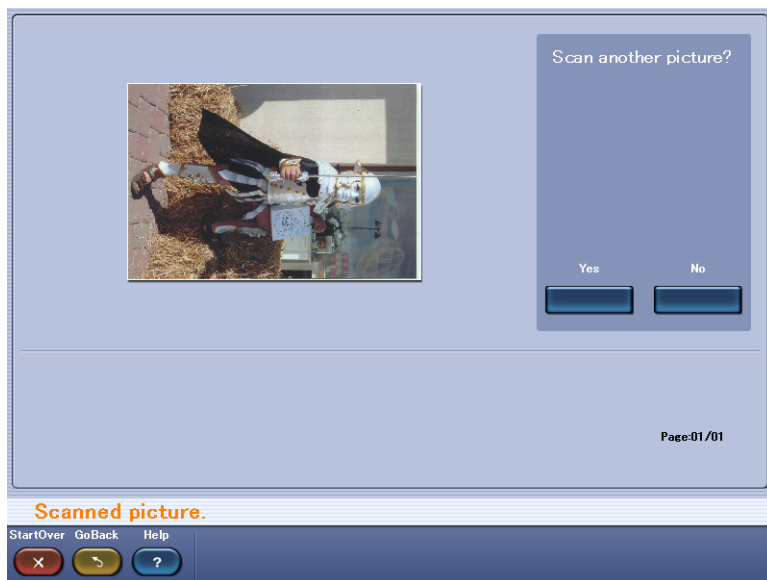 Scan another picture?
Yes No
Page:01/01
Scanned picture.
StartOver GoBack Help
?